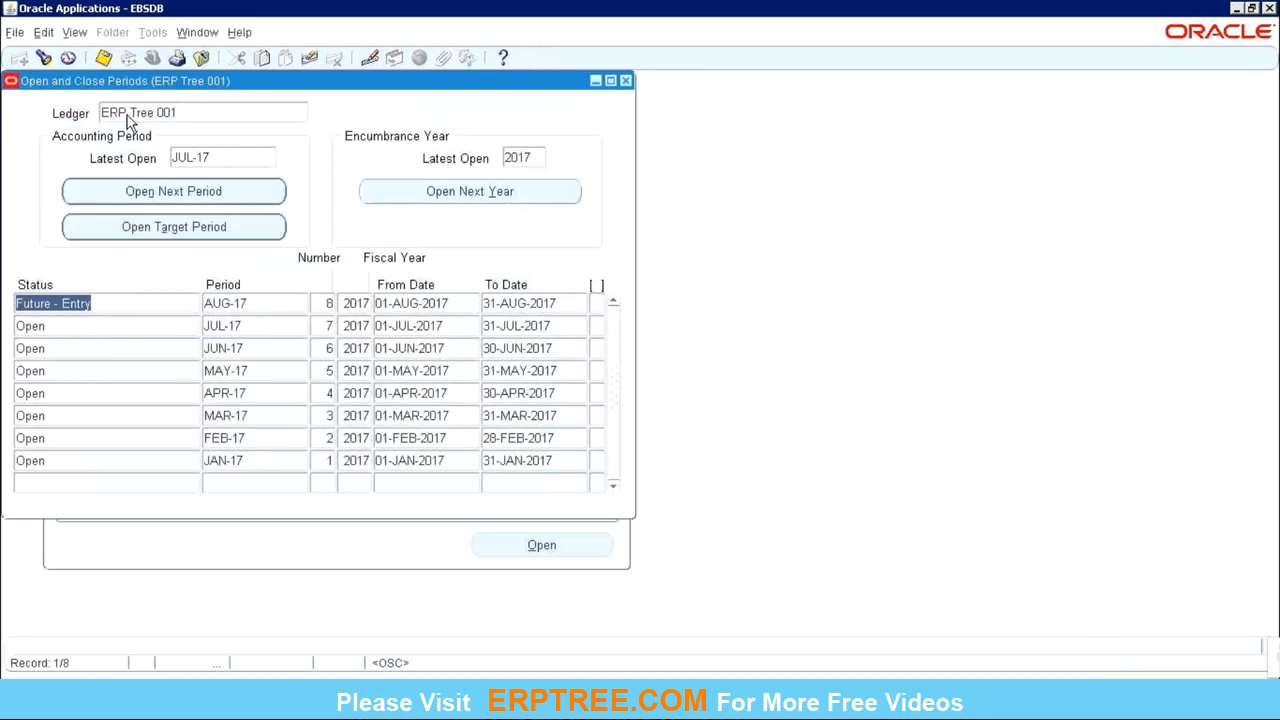 Oracle Applications - EBSDB
File Edit View Folder Tools Window Help
ORACLE
Open and Close Periods (ERP Tree 001)
Ledger ERP Tree 001
Accounting Period Encumbrance Year
Latest Open JUL-17 Latest Open 2017
Open Next Period Open Next Year
Open Target Period
Number Fiscal Year
Status Period From Date To Date [ ]
Future - Entry AUG-17 8 2017 01-AUG-2017 31-AUG-2017
Open JUL-17 7 2017 01-JUL-2017 31-JUL-2017
Open JUN-17 6 2017 01-JUN-2017 30-JUN-2017
Open MAY-17 5 2017 01-MAY-2017 31-MAY-2017
Open APR-17 4 2017 01-APR-2017 30-APR-2017
Open MAR-17 3 2017 01-MAR-2017 31-MAR-2017
Open FEB-17 2 2017 01-FEB-2017 28-FEB-2017
Open JAN-17 1 2017 01-JAN-2017 31-JAN-2017
Open
Record: 1/8 ... <OSC>
Please Visit ERPTREE.COM For More Free Videos